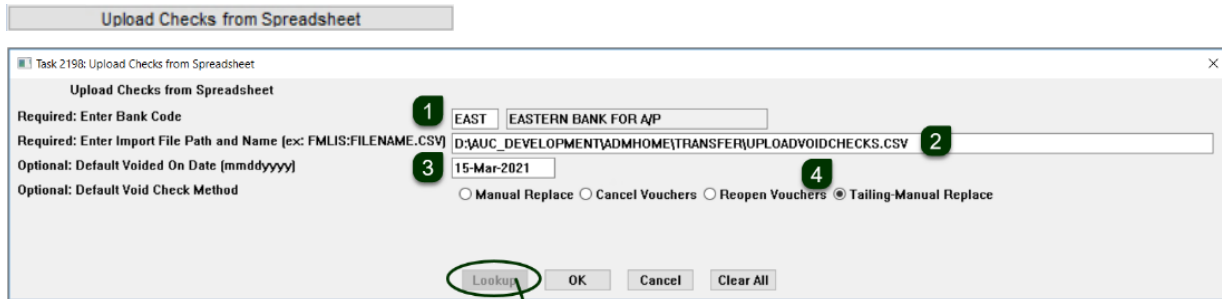 Upload Checks from Spreadsheet
Task 2198: Upload Checks from Spreadsheet
Upload Checks from Spreadsheet
Required: Enter Bank Code 1 EAST EASTERN BANK FOR A/P
Required: Enter Import File Path and Name (ex: FMLIS:FILENAME.CSV) D:\AUC_DEVELOPMENT\ADMHOME\TRANSFER\UPLOADVOIDCHECKS.CSV 2
Optional: Default Voided On Date (mmddyyyy) 3 15-Mar-2021 4
Optional: Default Void Check Method Manual Replace Cancel Vouchers Reopen Vouchers Tailing-Manual Replace
Lookup OK Cancel Clear All